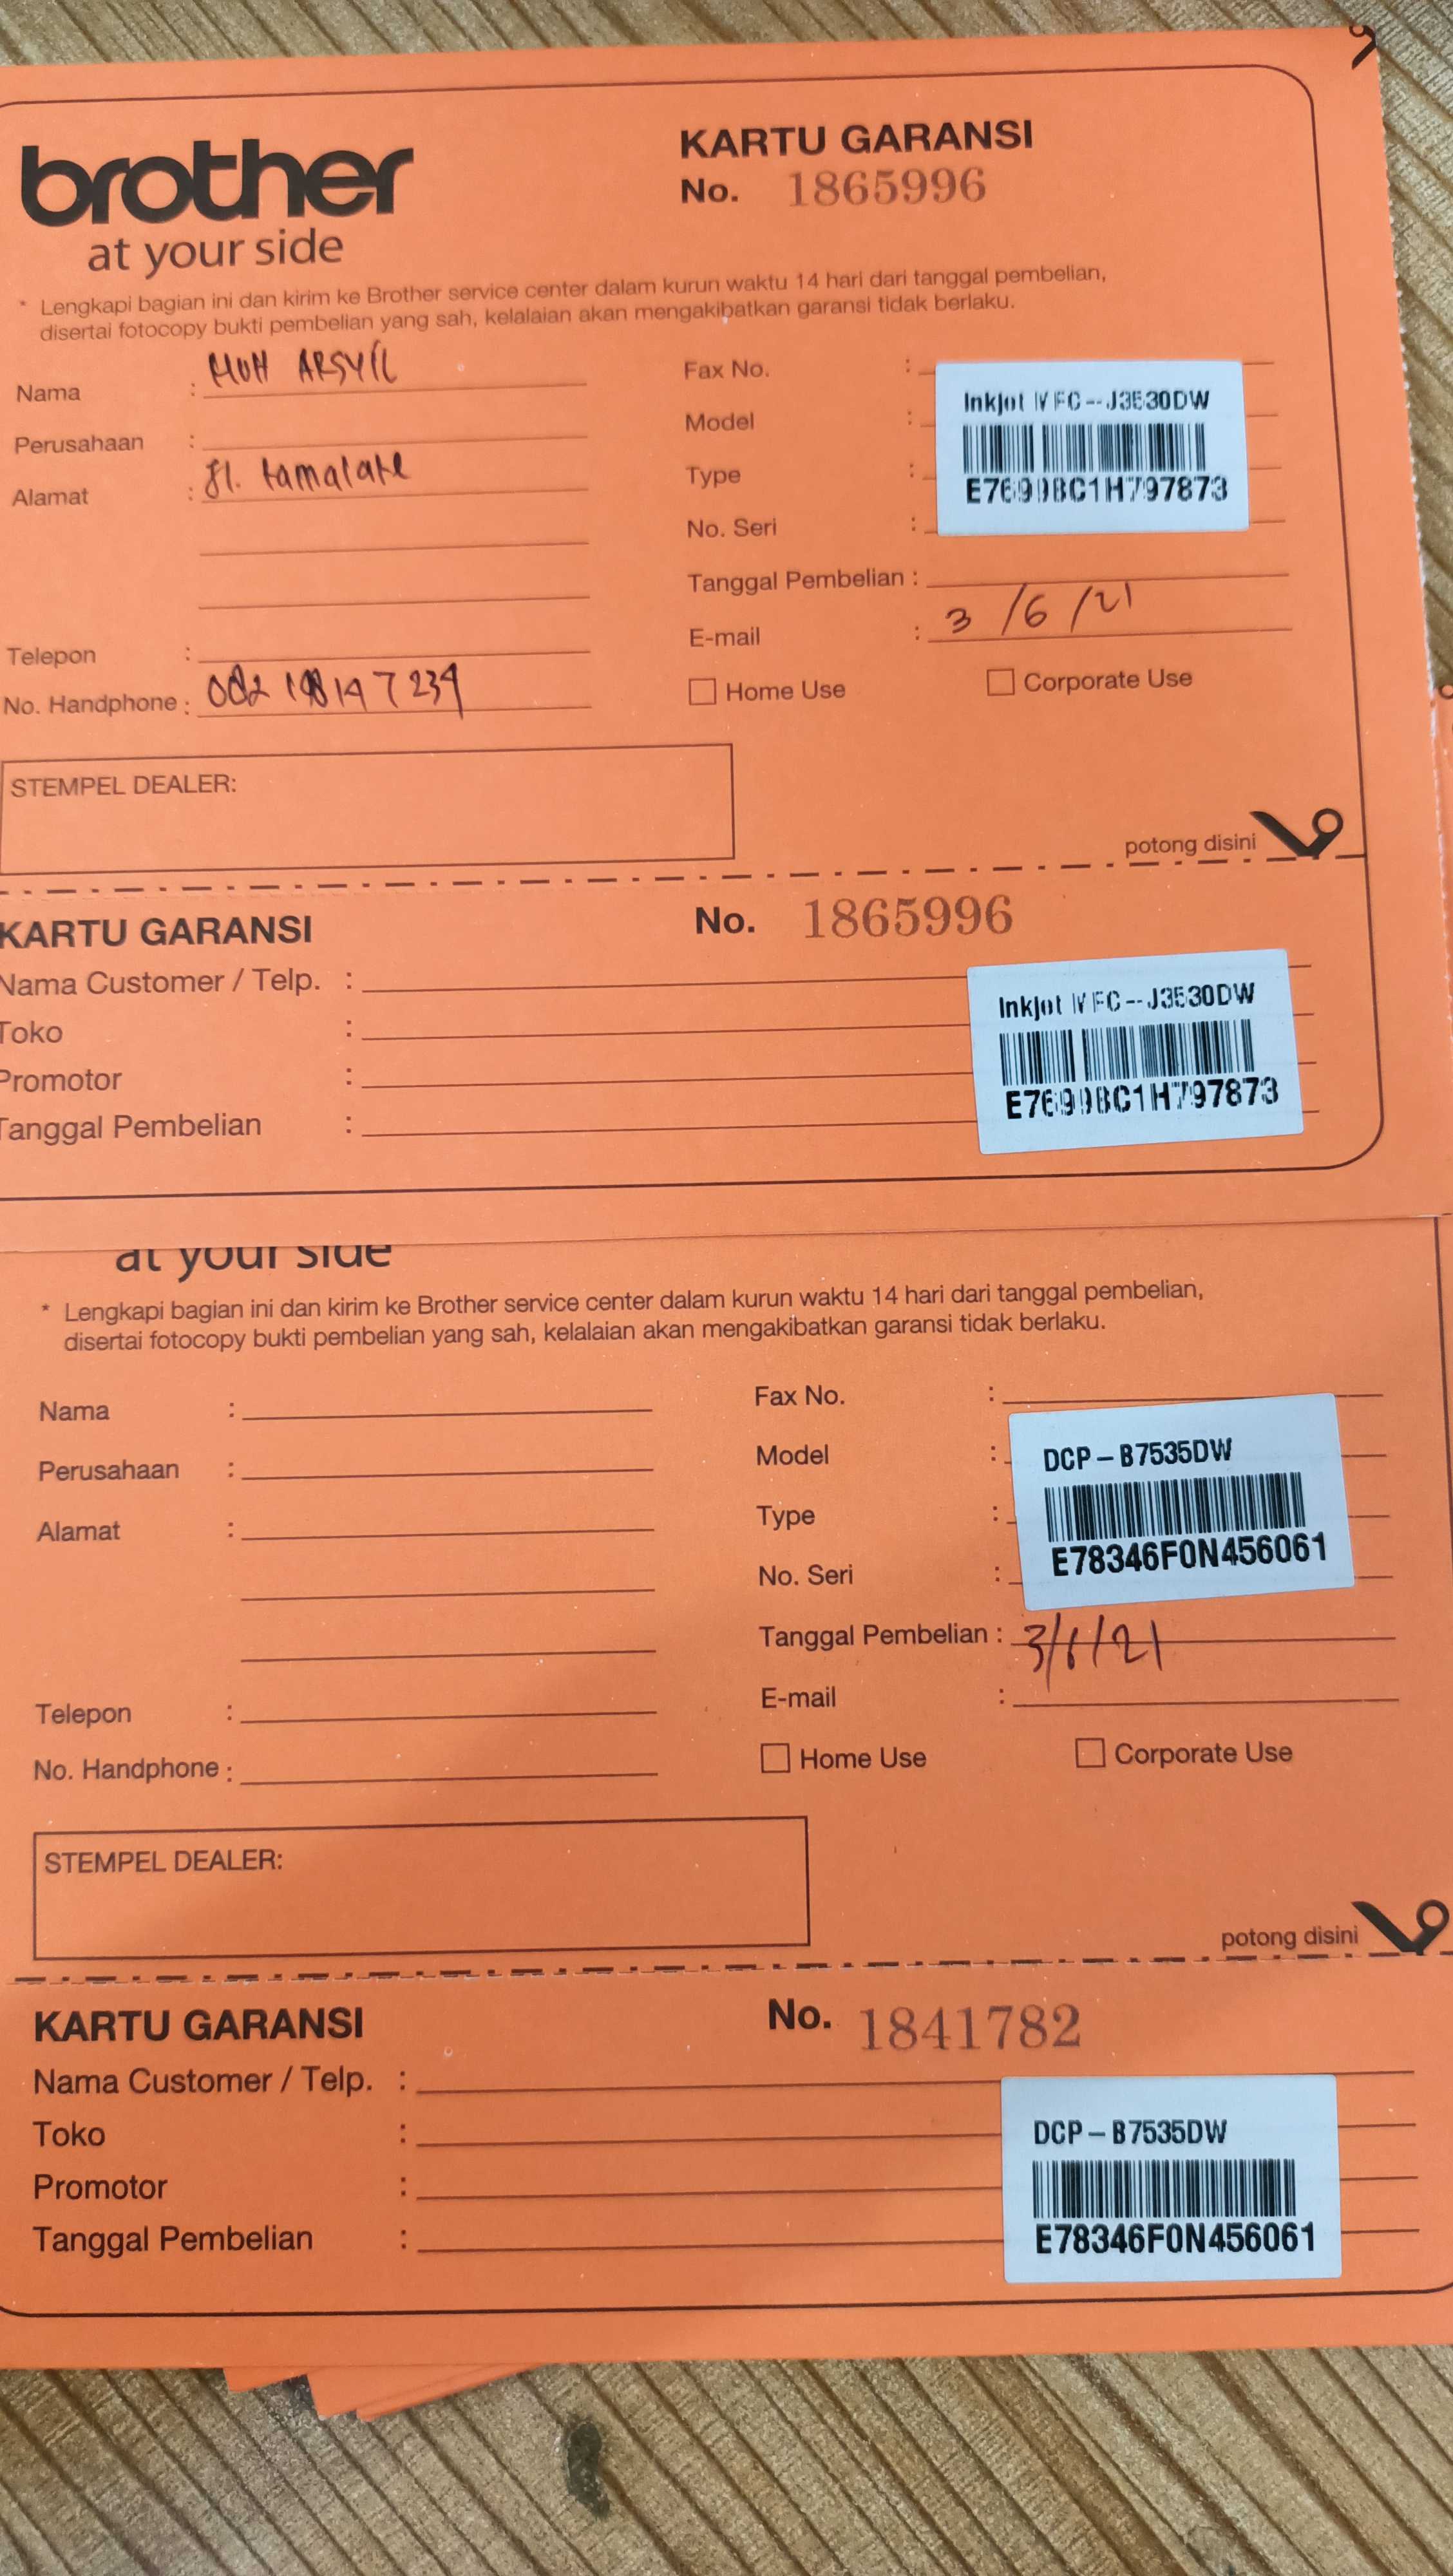 brother
at your side
KARTU GARANSI
No. 1865996
* Lengkapi bagian ini dan kirim ke Brother service center dalam kurun waktu 14 hari dari tanggal pembelian,
disertai fotocopy bukti pembelian yang sah, kelalaian akan mengakibatkan garansi tidak berlaku.
Nama : MUH ARSYIL
Perusahaan :
Alamat : Jl. tamalate
Telepon :
No. Handphone :
Fax No. :
Model :
Type :
No. Seri :
Inkjet MFC-J3530DW
Tanggal Pembelian :
E-mail : 3/6/21
Home Use
Corporate Use
STEMPEL DEALER:
potong disini
KARTU GARANSI
No. 1865996
Nama Customer / Telp. :
Toko :
Promotor :
Tanggal Pembelian :
Inkjet MFC-J3530DW
at your side
* Lengkapi bagian ini dan kirim ke Brother service center dalam kurun waktu 14 hari dari tanggal pembelian,
disertai fotocopy bukti pembelian yang sah, kelalaian akan mengakibatkan garansi tidak berlaku.
Nama :
Perusahaan :
Alamat :
Telepon :
No. Handphone :
Fax No. :
Model :
Type :
No. Seri :
DCP-B7535DW
E78346F0N456061
Tanggal Pembelian : 3/6/21
E-mail :
Home Use
Corporate Use
STEMPEL DEALER:
potong disini
KARTU GARANSI
No. 1841782
Nama Customer / Telp. :
Toko :
Promotor :
Tanggal Pembelian :
DCP-B7535DW
E78346F0N456061